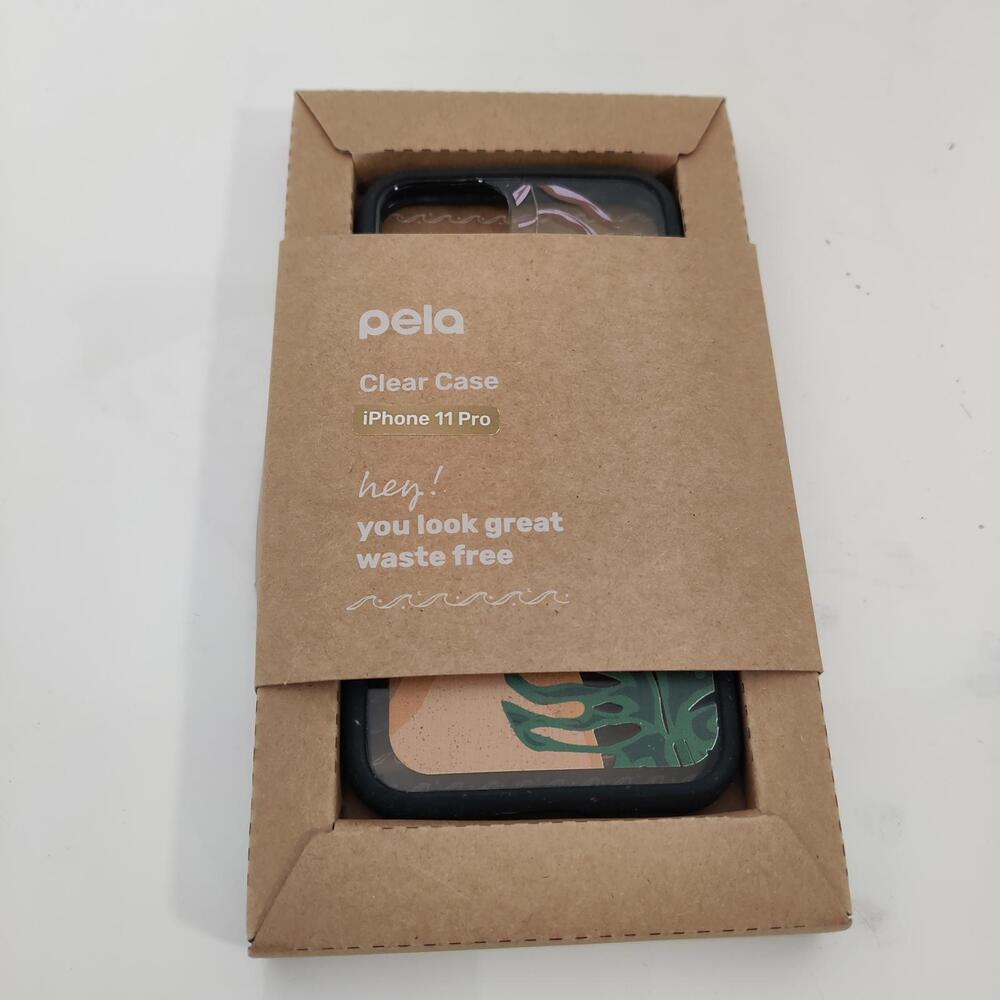 pela
Clear Case
iPhone 11 Pro
hey!
you look great
waste free